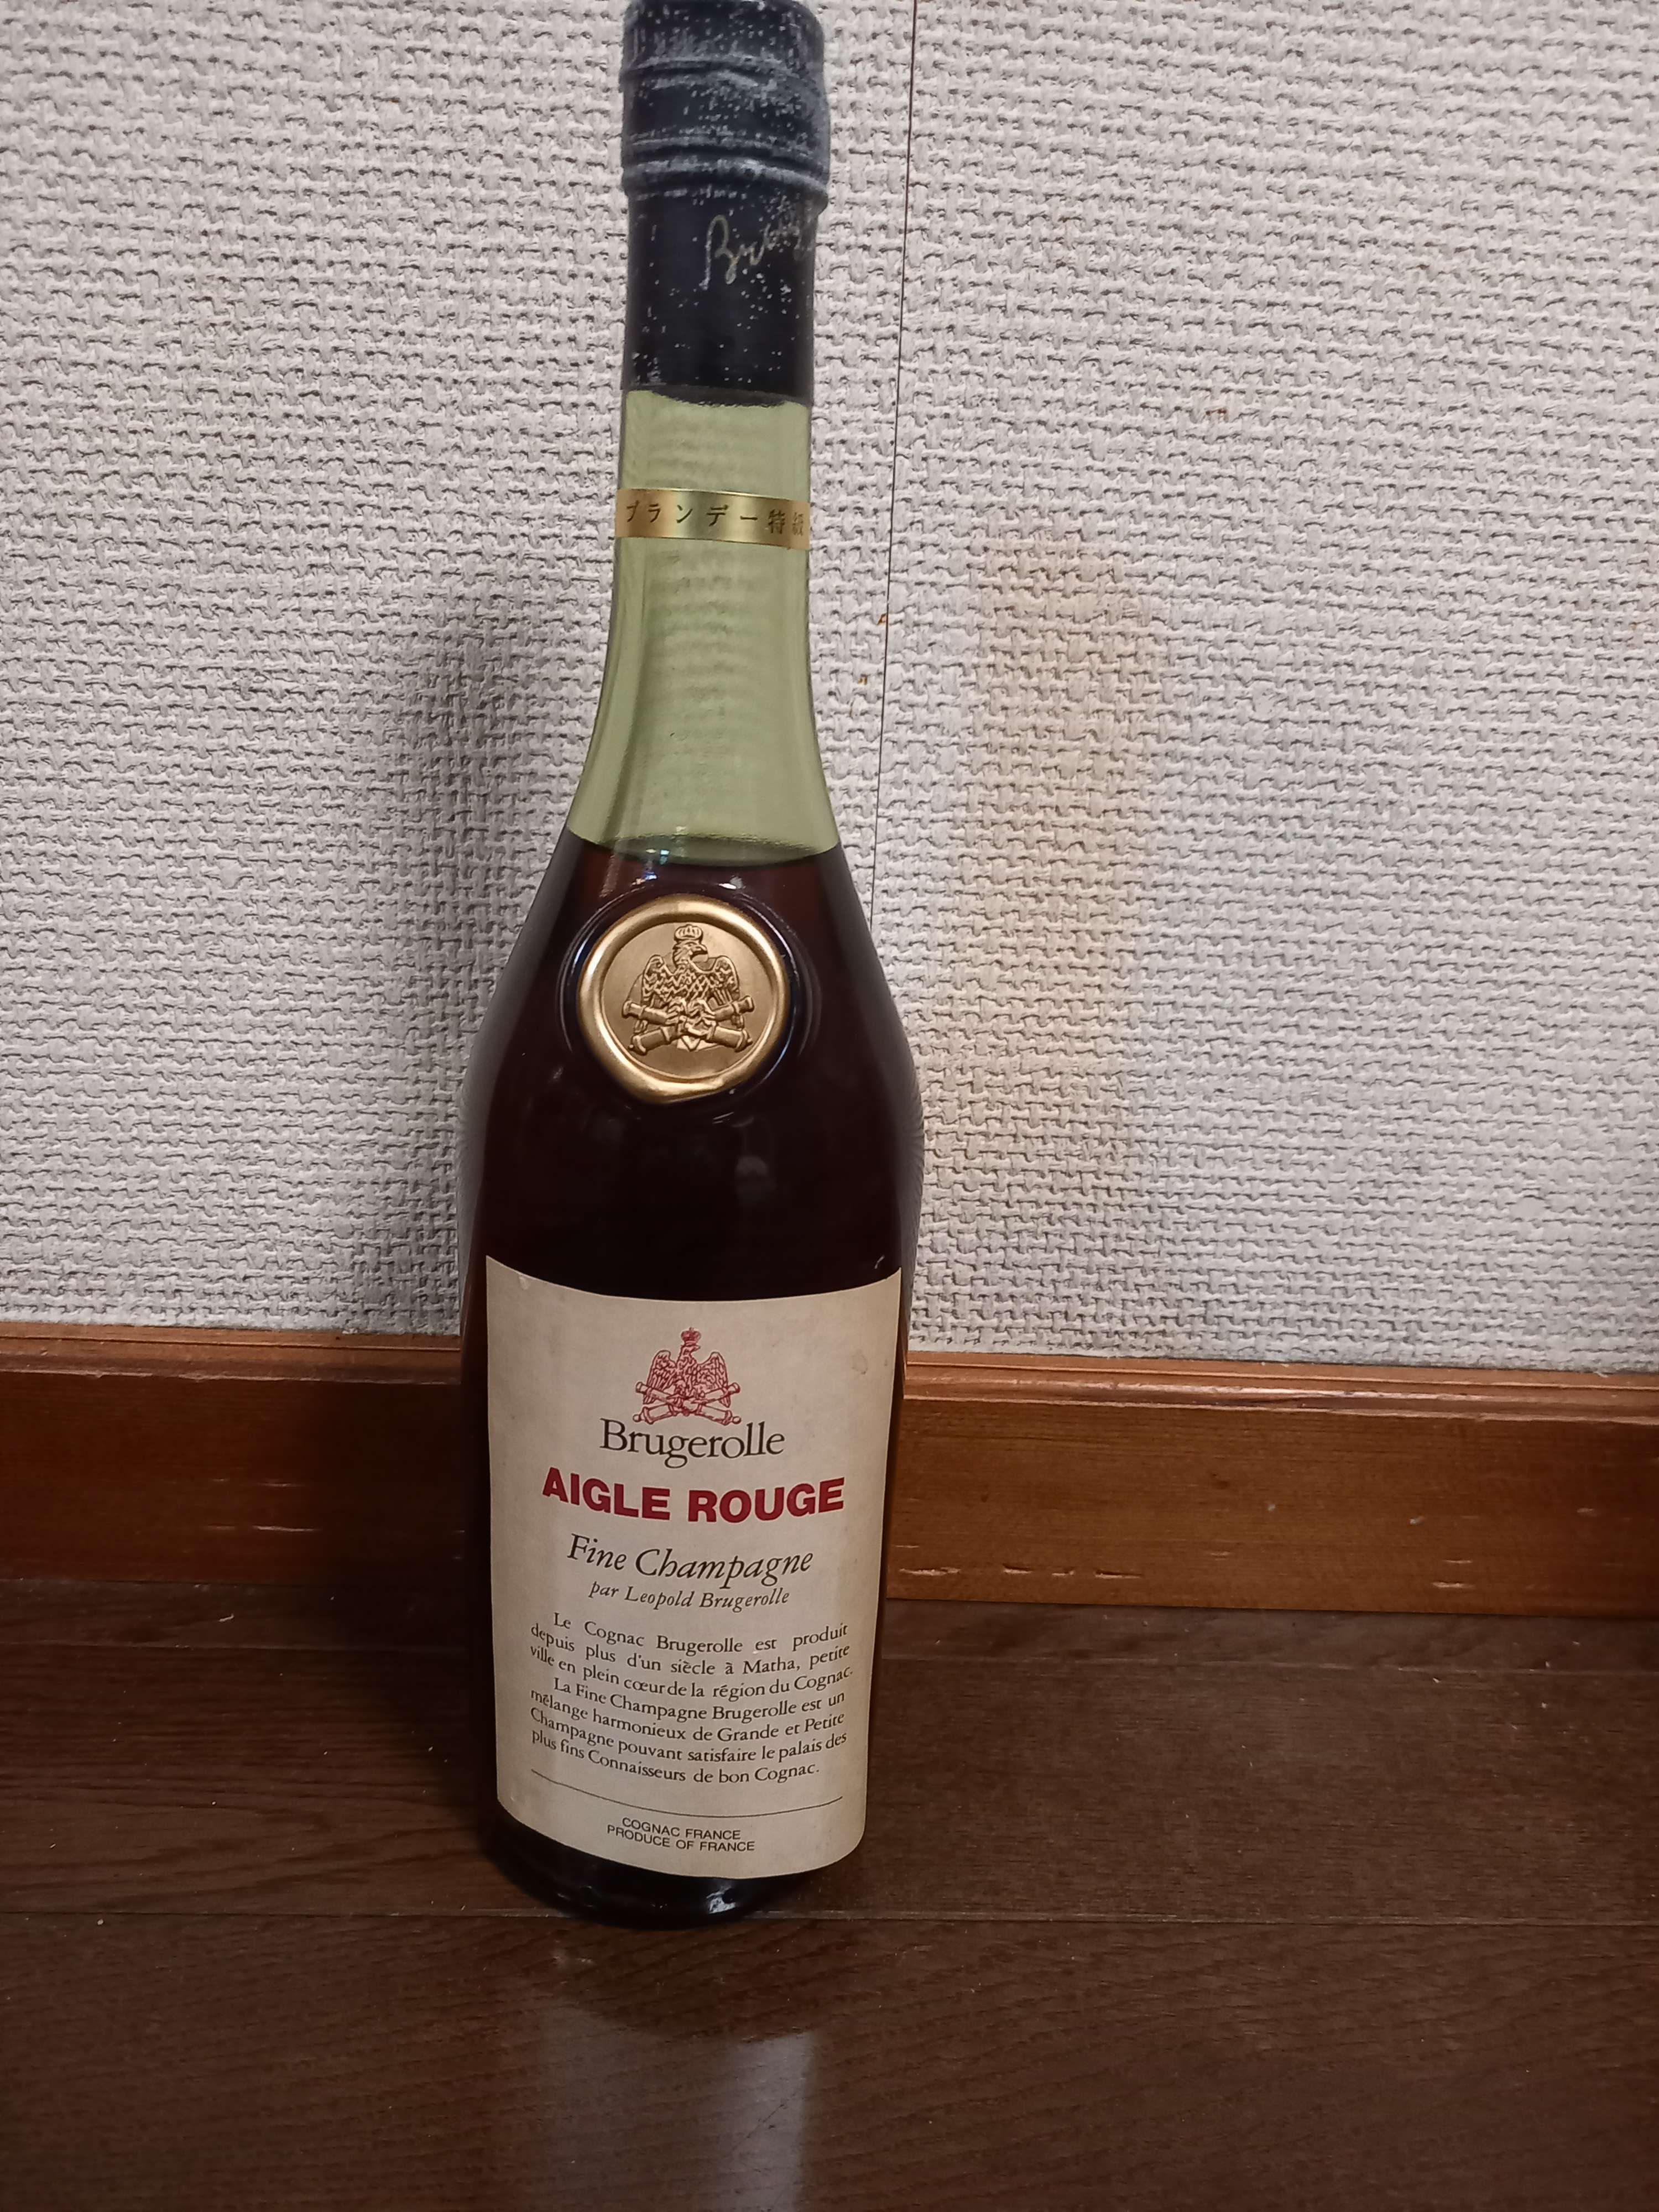 ブランデー特級
Brugerolle
AIGLE ROUGE
Fine Champagne
par Leopold Brugerolle
Le Cognac Brugerolle est produit
depuis plus d'un siècle à Matha, petite
ville en plein cœur de la région du Cognac.
La Fine Champagne Brugerolle est un
mélange harmonieux de Grande et Petite
Champagne pouvant satisfaire le palais des
plus fins Connaisseurs de bon Cognac.
COGNAC FRANCE
PRODUCE OF FRANCE